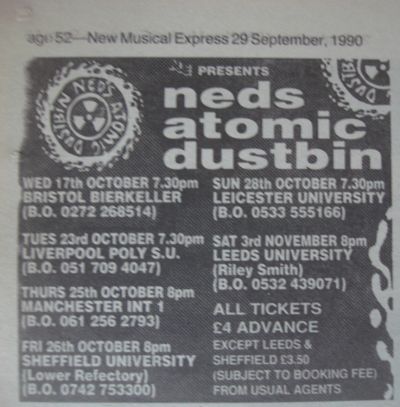 age 52—New Musical Express 29 September, 1990
NEDS ATOMIC DUSTBIN
PRESENTS
neds
atomic
dustbin
WED 17th OCTOBER 7.30pm
BRISTOL BIERKELLER
(B.O. 0272 268514)
TUES 23rd OCTOBER 7.30pm
LIVERPOOL POLY S.U.
(B.O. 051 709 4047)
THURS 25th OCTOBER 8pm
MANCHESTER INT 1
(B.O. 061 256 2793)
FRI 26th OCTOBER 8pm
SHEFFIELD UNIVERSITY
(Lower Refectory)
(B.O. 0742 753300)
SUN 28th OCTOBER 7.30pm
LEICESTER UNIVERSITY
(B.O. 0533 555166)
SAT 3rd NOVEMBER 8pm
LEEDS UNIVERSITY
(Riley Smith)
(B.O. 0532 439071)
ALL TICKETS
£4 ADVANCE
EXCEPT LEEDS &
SHEFFIELD £3.50
(SUBJECT TO BOOKING FEE)
FROM USUAL AGENTS